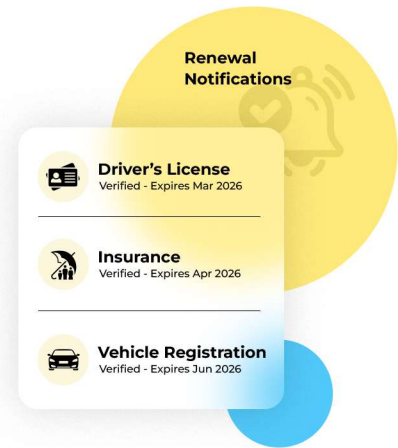 Renewal
Notifications
Driver's License
Verified - Expires Mar 2026
Insurance
Verified - Expires Apr 2026
Vehicle Registration
Verified - Expires Jun 2026